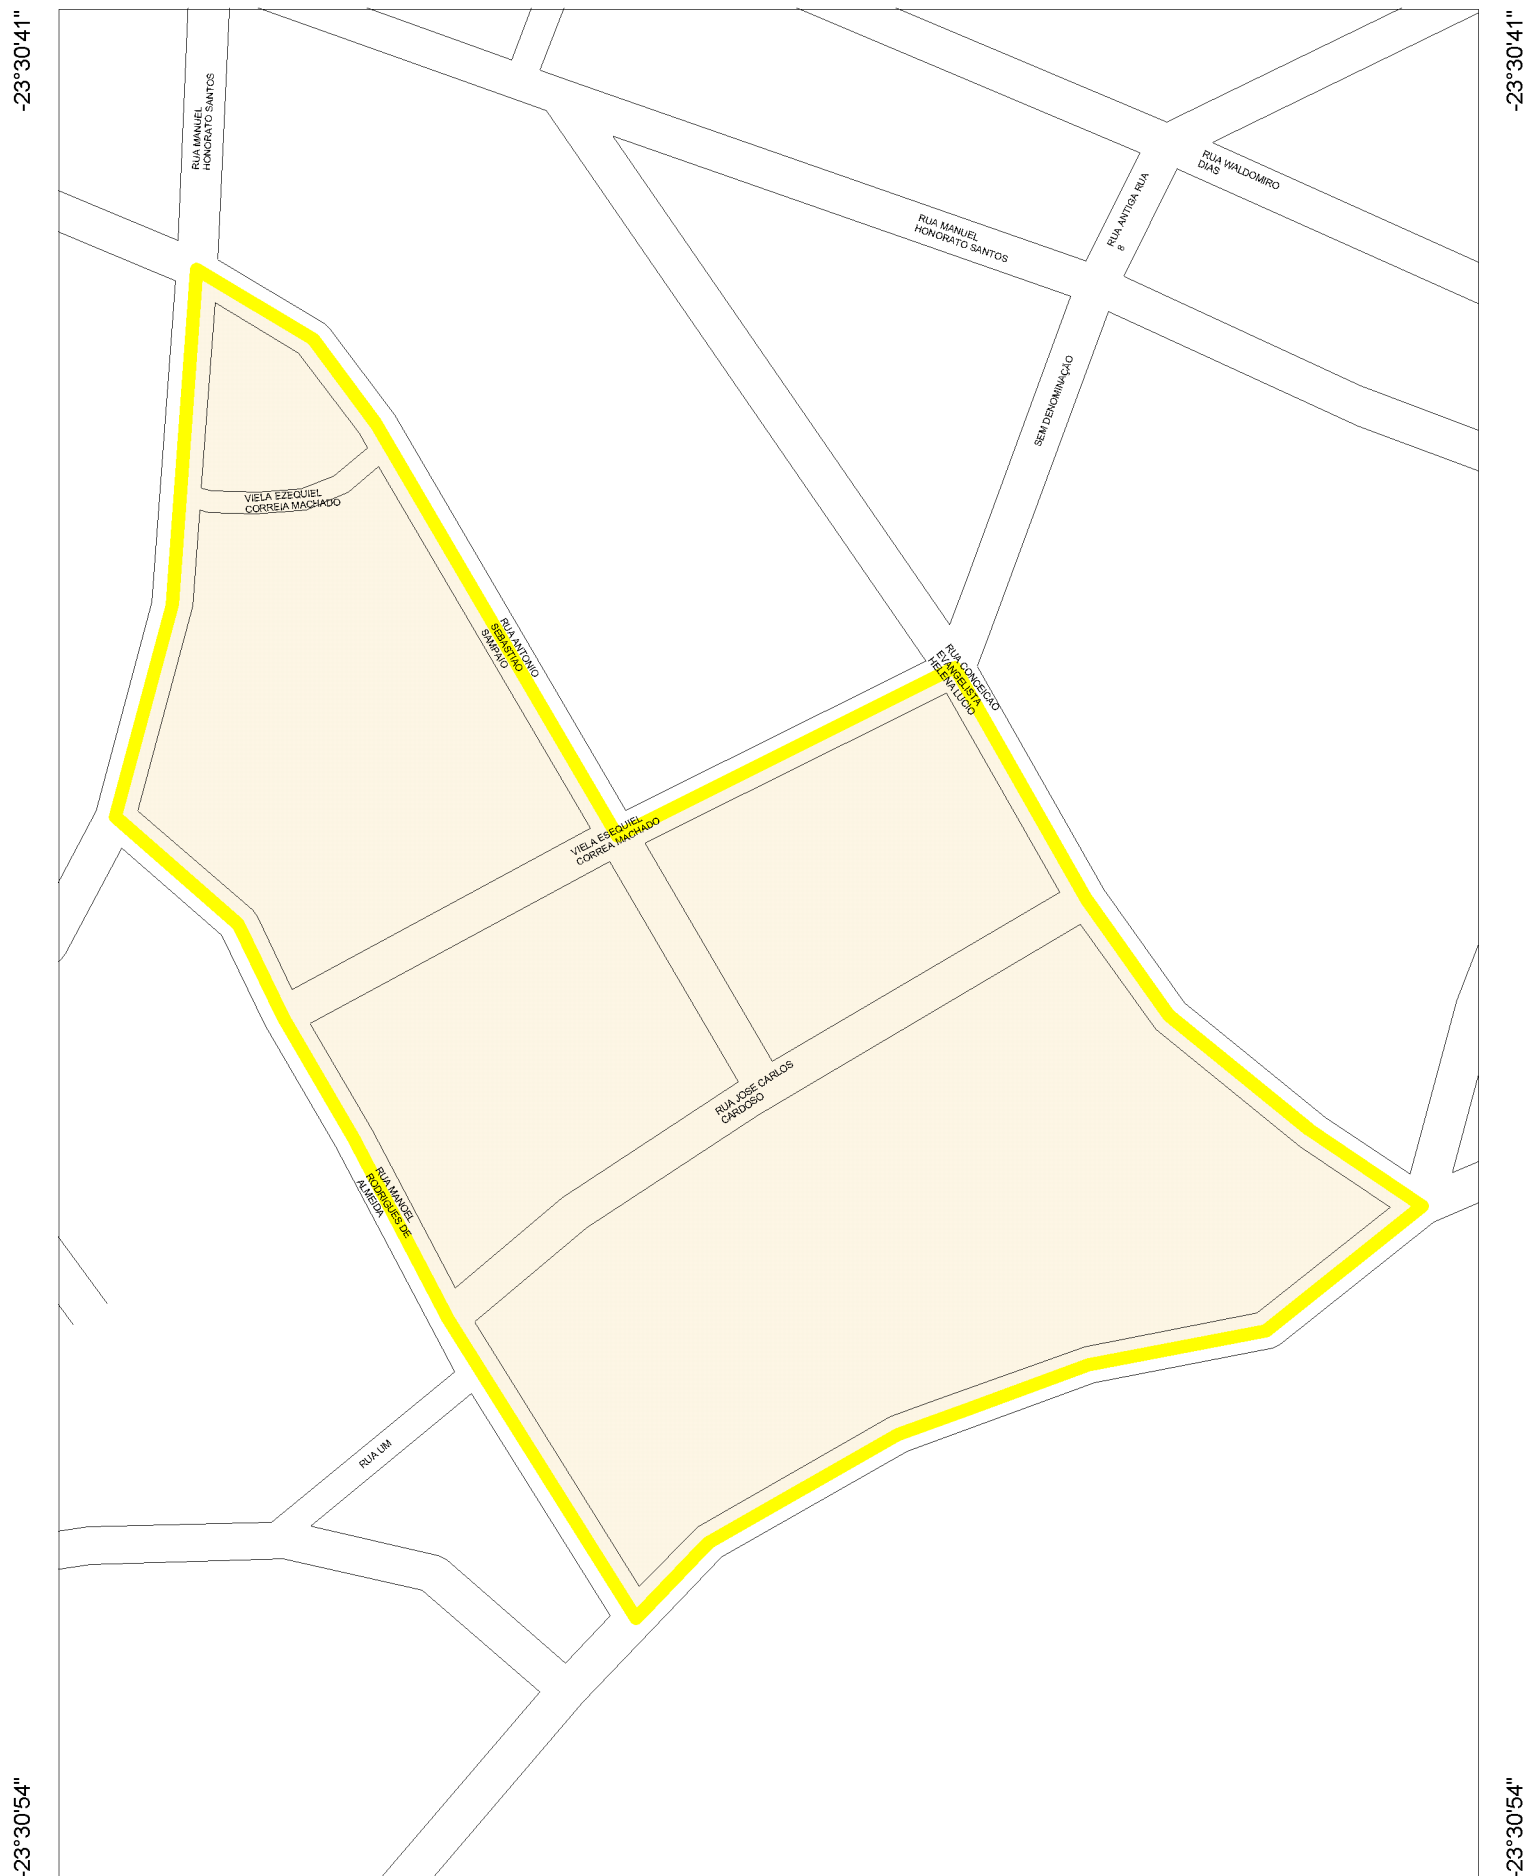 -23°30'41"
-23°30'41"
RUA MANUEL
HONORATO SANTOS
RUA WALDOMIRO
DIAS
RUA ANTIGA RUA
8
RUA MANUEL
HONORATO SANTOS
SEM DENOMINAÇÃO
VIELA EZEQUIEL
CORREIA MACHADO
RUA ANTONIO
SEBASTIAO
SAMPAIO
RUA CONCEICAO
EVANGELISTA
HELENA LUCIO
VIELA ESEQUIEL
CORREA MACHADO
RUA JOSE CARLOS
CARDOSO
RUA MANOEL
RODRIGUES DE
ALMEIDA
RUA UM
-23°30'54"
-23°30'54"